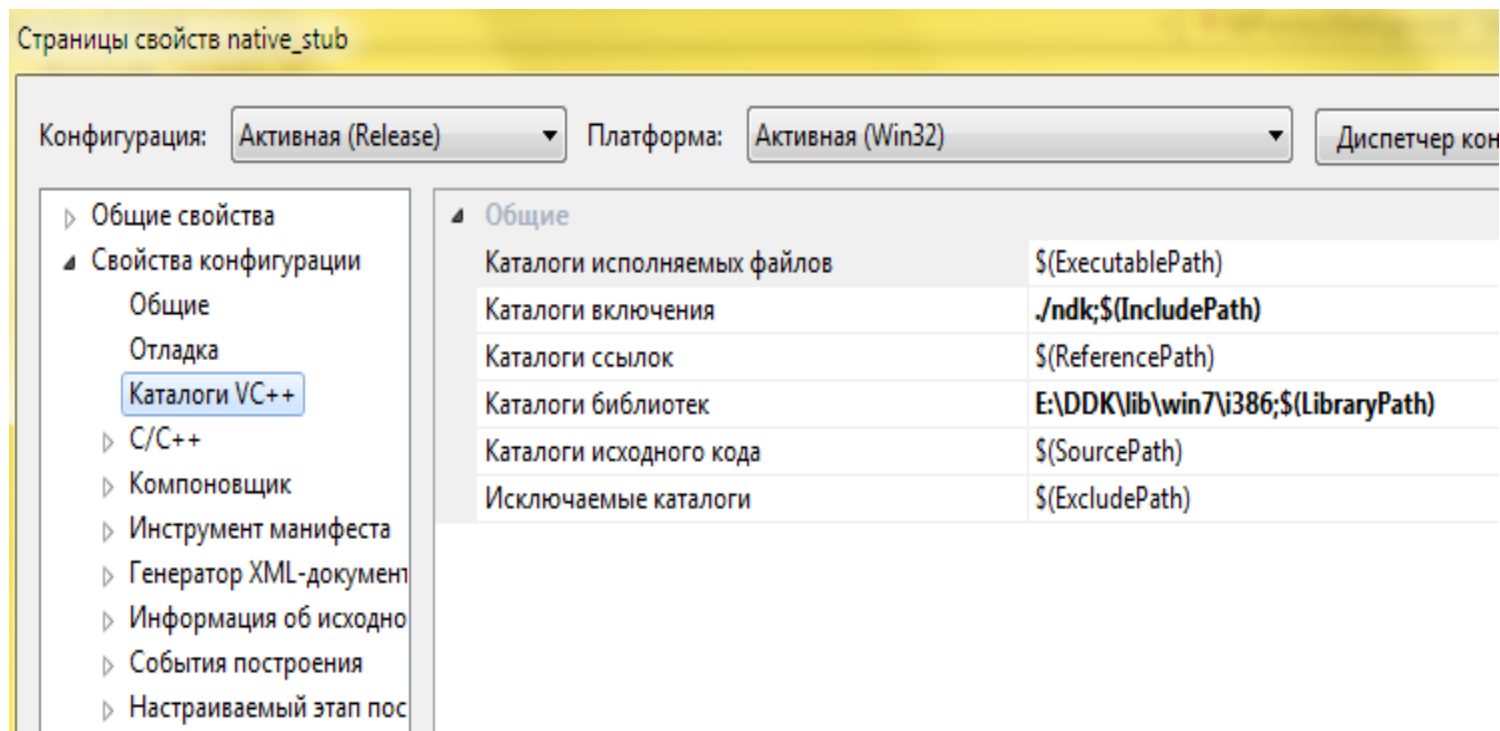 Страницы свойств native_stub
Конфигурация: Активная (Release) Платформа: Активная (Win32) Диспетчер кон
Общие свойства
Свойства конфигурации
Общие
Отладка
Каталоги VC++
C/C++
Компоновщик
Инструмент манифеста
Генератор XML-документ
Информация об исходно
События построения
Настраиваемый этап пос
Общие
Каталоги исполняемых файлов $(ExecutablePath)
Каталоги включения ./ndk;$(IncludePath)
Каталоги ссылок $(ReferencePath)
Каталоги библиотек E:\DDK\lib\win7\i386;$(LibraryPath)
Каталоги исходного кода $(SourcePath)
Исключаемые каталоги $(ExcludePath)